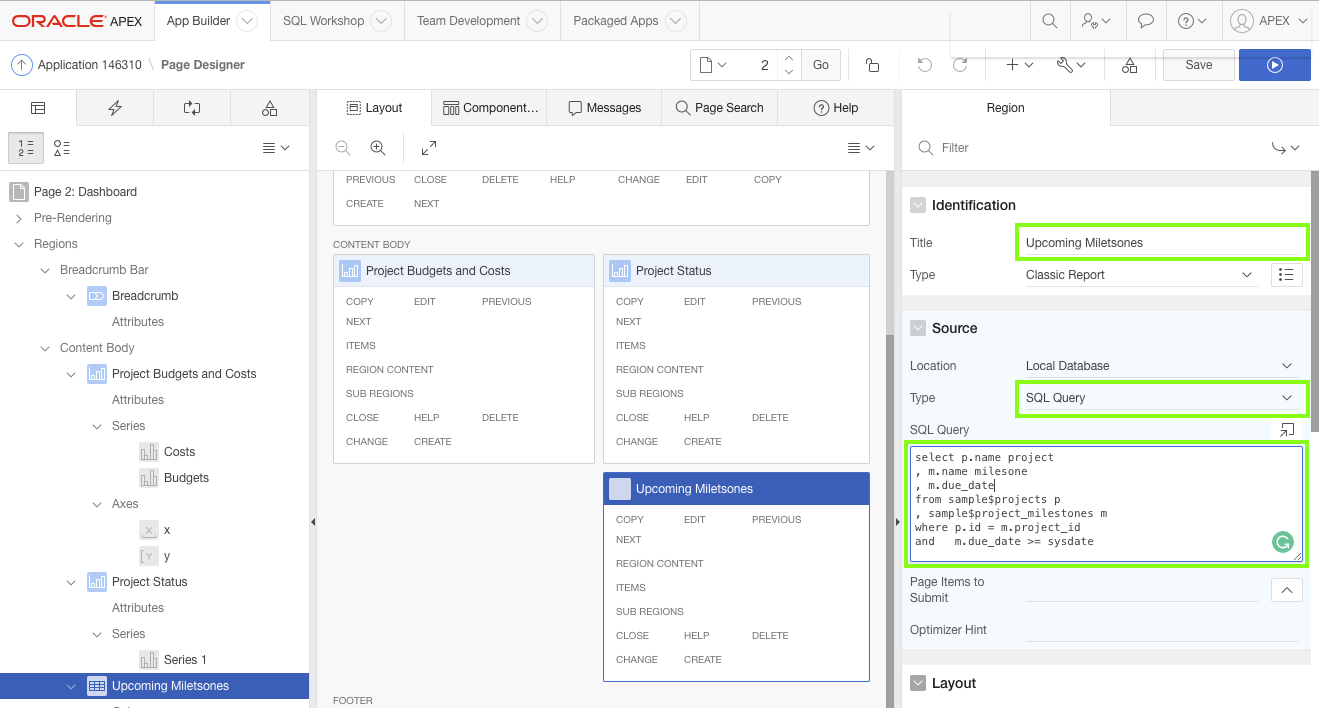 ORACLE APEX
App Builder
SQL Workshop
Team Development
Packaged Apps
APEX
Application 146310 \ Page Designer
2
Go
Save
Layout
Component...
Messages
Page Search
Help
Region
Filter
Page 2: Dashboard
Pre-Rendering
Regions
Breadcrumb Bar
Breadcrumb
Attributes
Content Body
Project Budgets and Costs
Attributes
Series
Costs
Budgets
Axes
x
y
Project Status
Attributes
Series
Series 1
Upcoming Miletsones
PREVIOUS CLOSE DELETE HELP CHANGE EDIT COPY
CREATE NEXT
CONTENT BODY
Project Budgets and Costs
COPY EDIT PREVIOUS
NEXT
ITEMS
REGION CONTENT
SUB REGIONS
CLOSE HELP DELETE
CHANGE CREATE
Project Status
COPY EDIT PREVIOUS
NEXT
ITEMS
REGION CONTENT
SUB REGIONS
CLOSE HELP DELETE
CHANGE CREATE
Upcoming Miletsones
COPY EDIT PREVIOUS
NEXT
REGION CONTENT
ITEMS
SUB REGIONS
CLOSE HELP DELETE
CHANGE CREATE
FOOTER
Identification
Title Upcoming Miletsones
Type Classic Report
Source
Location Local Database
Type SQL Query
SQL Query
select p.name project
, m.name milesone
, m.due_date
from sample$projects p
, sample$project_milestones m
where p.id = m.project_id
and   m.due_date >= sysdate
Page Items to
Submit
Optimizer Hint
Layout